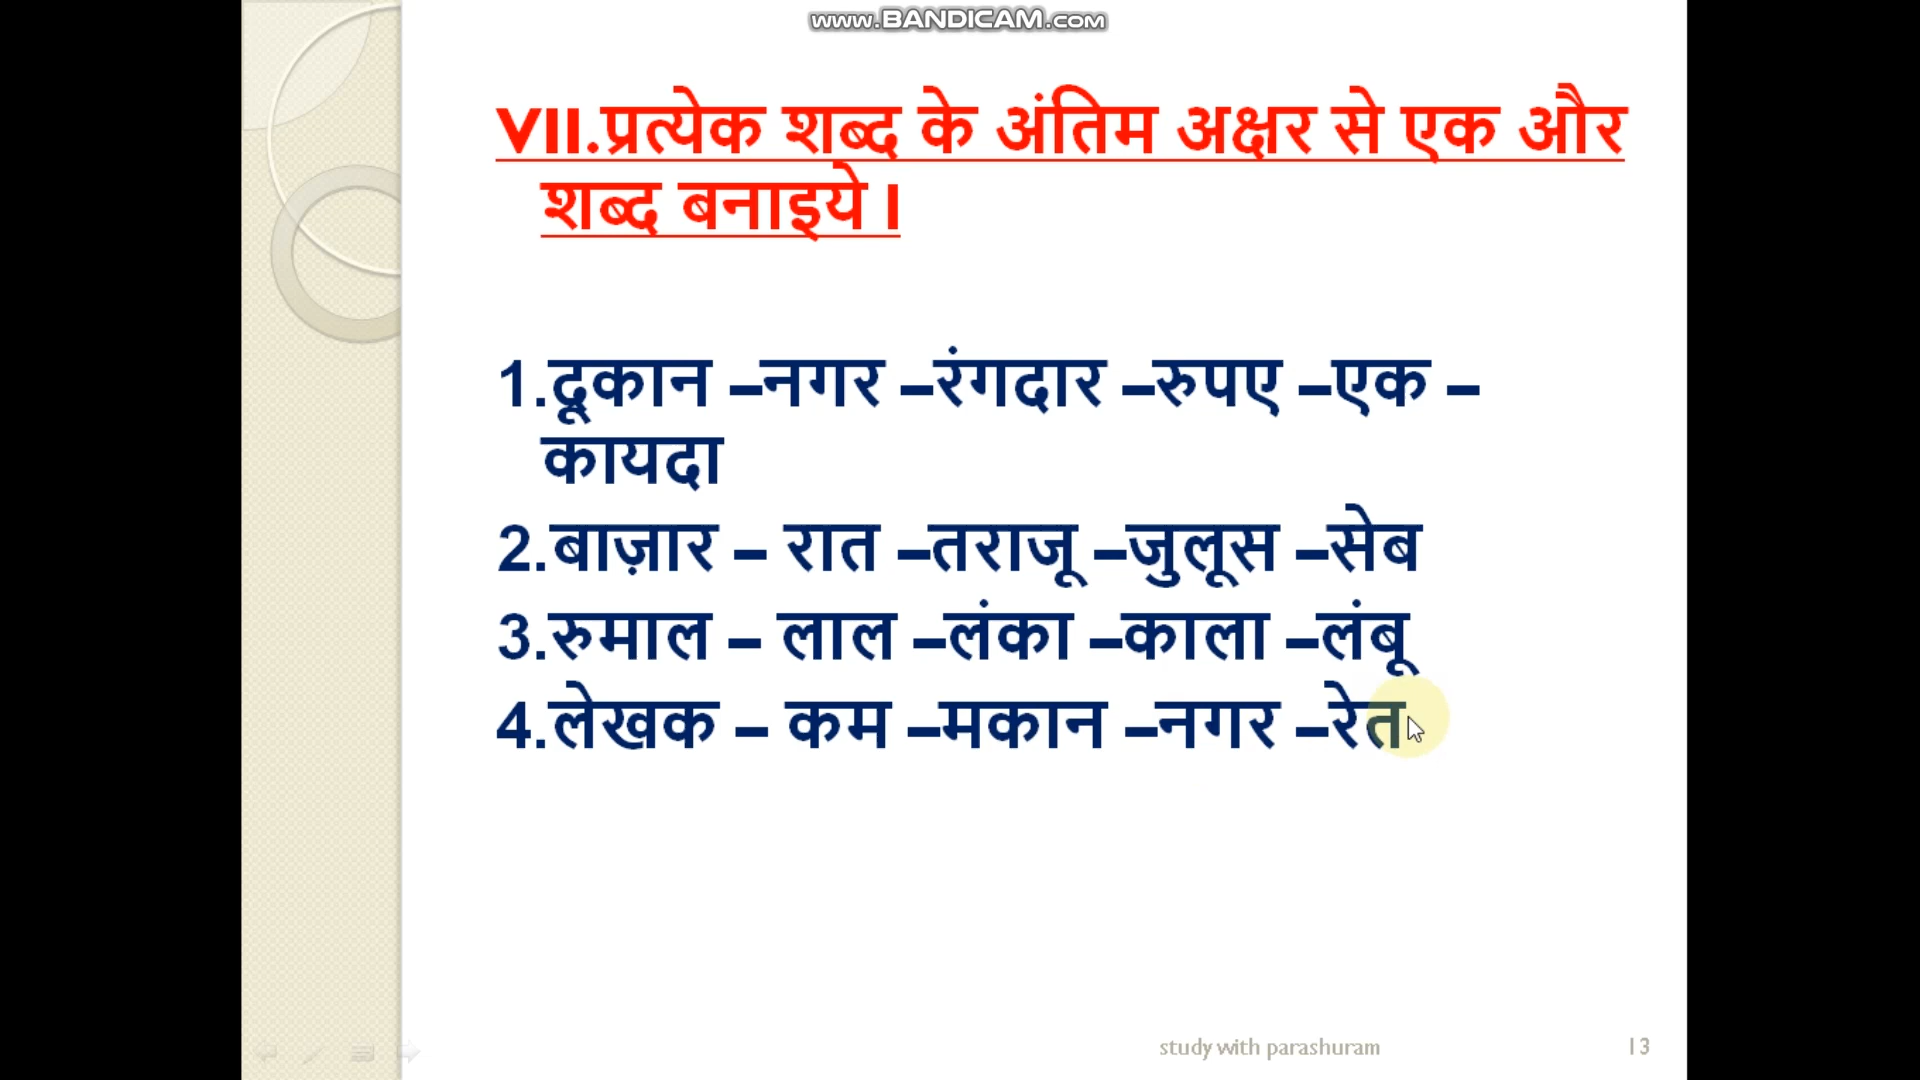 www.BANDICAM.com
VII.प्रत्येक शब्द के अंतिम अक्षर से एक और
शब्द बनाइये I
1.दूकान –नगर –रंगदार –रुपए –एक –
कायदा
2.बाज़ार – रात –तराजू –जुलूस –सेब
3.रुमाल – लाल –लंका –काला –लंबू
4.लेखक – कम –मकान –नगर –रेत
study with parashuram
13